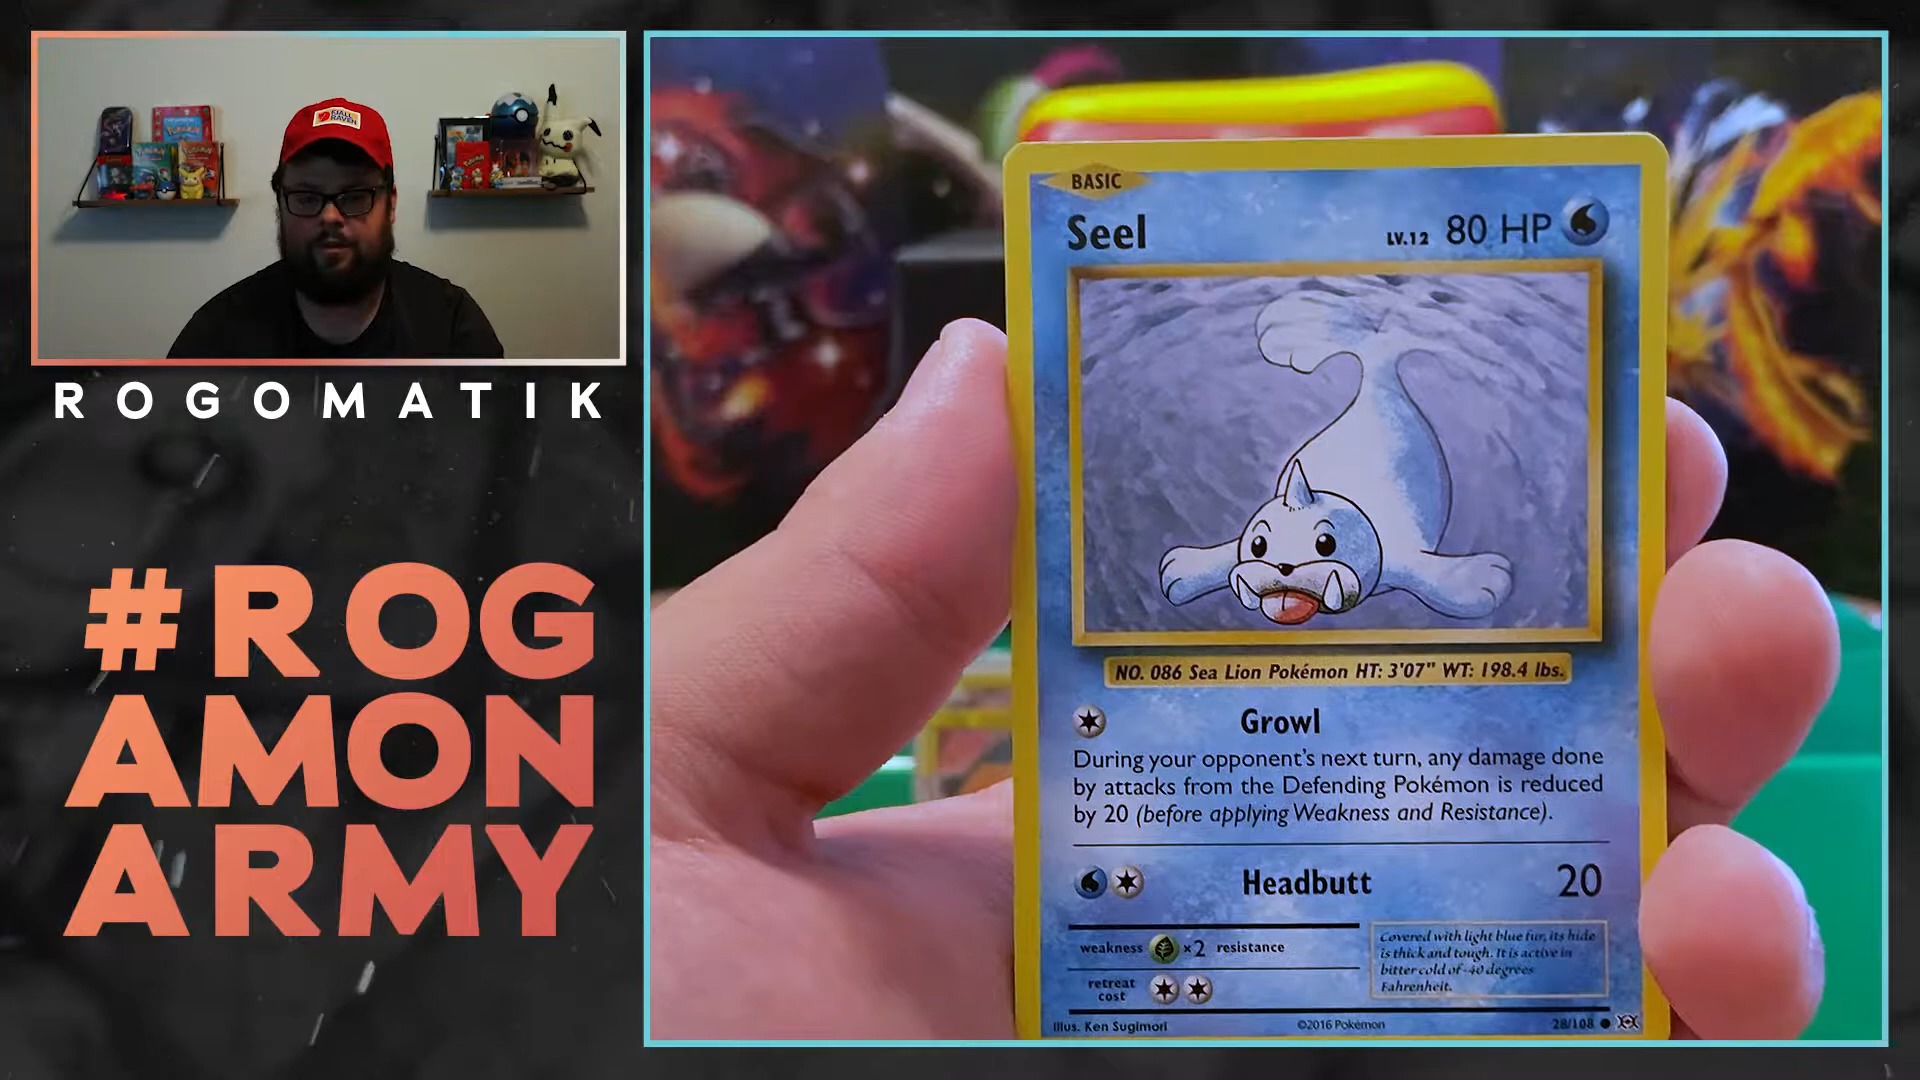 FJÄLL
RÄVEN
ROGOMATIK
#ROG
AMON
ARMY
BASIC
Seel LV.12 80 HP
NO. 086 Sea Lion Pokémon HT: 3'07" WT: 198.4 lbs.
Growl
During your opponent's next turn, any damage done
by attacks from the Defending Pokémon is reduced
by 20 (before applying Weakness and Resistance).
Headbutt 20
weakness ×2 resistance
retreat
cost
Covered with light blue fur, its hide
is thick and tough. It is active in
bitter cold of -40 degrees
Fahrenheit.
Illus. Ken Sugimori ©2016 Pokémon 28/108